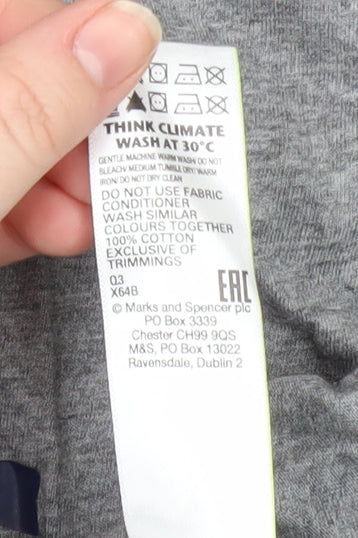 THINK CLIMATE
WASH AT 30°C
GENTLE MACHINE WARM WASH/ DO NOT
BLEACH/ MEDIUM TUMBLE DRY/ WARM
IRON/ DO NOT DRY CLEAN
DO NOT USE FABRIC
CONDITIONER
WASH SIMILAR
COLOURS TOGETHER
100% COTTON
EXCLUSIVE OF
TRIMMINGS
Q3
X64B
EAC
© Marks and Spencer plc
PO Box 3339
Chester CH99 9QS
M&S, PO Box 13022
Ravensdale, Dublin 2